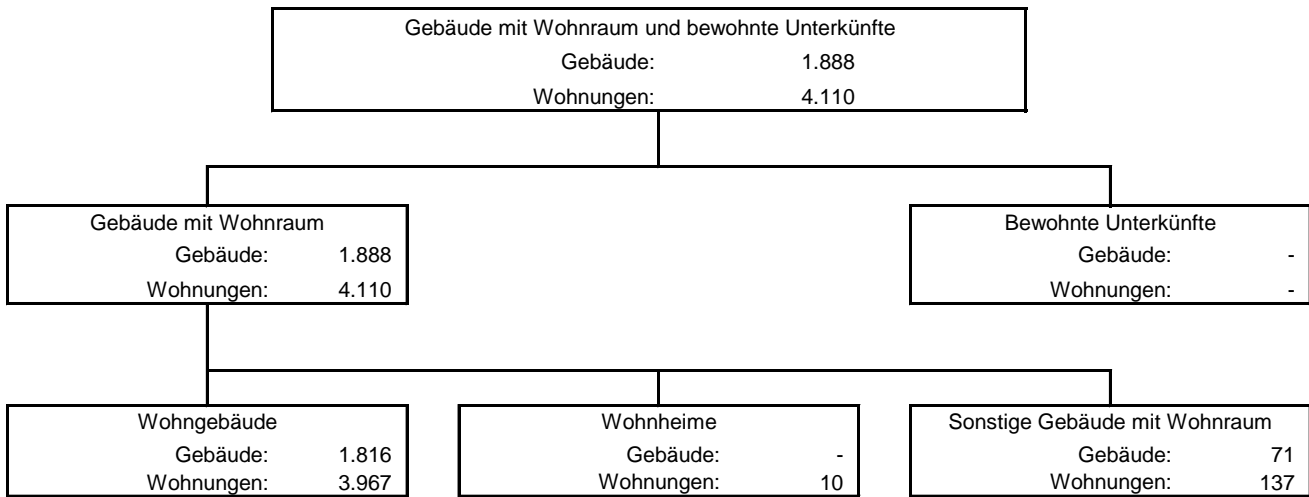 Gebäude mit Wohnraum und bewohnte Unterkünfte
Gebäude: 1.888
Wohnungen: 4.110
Gebäude mit Wohnraum
Gebäude: 1.888
Wohnungen: 4.110
Bewohnte Unterkünfte
Gebäude: -
Wohnungen: -
Wohngebäude
Gebäude: 1.816
Wohnungen: 3.967
Wohnheime
Gebäude: -
Wohnungen: 10
Sonstige Gebäude mit Wohnraum
Gebäude: 71
Wohnungen: 137